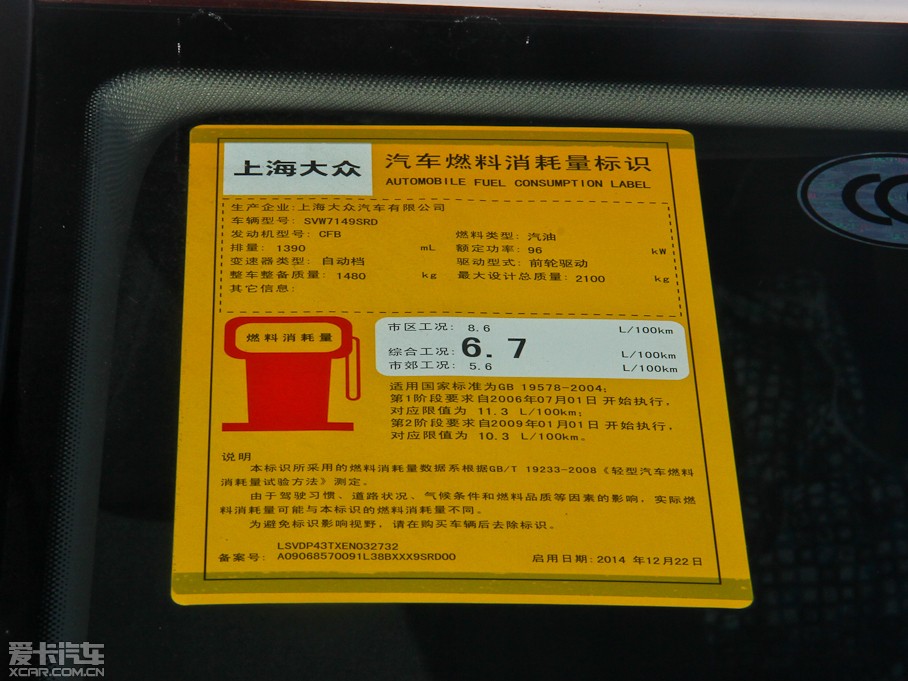 上海大众
汽车燃料消耗量标识
AUTOMOBILE FUEL CONSUMPTION LABEL
生产企业:上海大众汽车有限公司
车辆型号: SVW7149SRD
发动机型号: CFB 燃料类型: 汽油
排量: 1390 mL 额定功率: 96 kW
变速器类型: 自动档 驱动型式: 前轮驱动
整车整备质量: 1480 kg 最大设计总质量: 2100 kg
其它信息:
燃料消耗量
市区工况: 8.6 L/100km
综合工况: 6.7 L/100km
市郊工况: 5.6 L/100km
适用国家标准为GB 19578-2004;
第1阶段要求自2006年07月01日 开始执行,
对应限值为 11.3 L/100km;
第2阶段要求自2009年01月01日 开始执行,
对应限值为 10.3 L/100km。
说明
本标识所采用的燃料消耗量数据系根据GB/T 19233-2008《轻型汽车燃料
消耗量试验方法》测定。
由于驾驶习惯、道路状况、气候条件和燃料品质等因素的影响, 实际燃
料消耗量可能与本标识的燃料消耗量不同。
为避免标识影响视野, 请在购买车辆后去除标识。
LSVDP43TXEN032732
备案号: A09068570091L38BXXX9SRD00 启用日期: 2014 年12月22日
爱卡汽车
XCAR.COM.CN